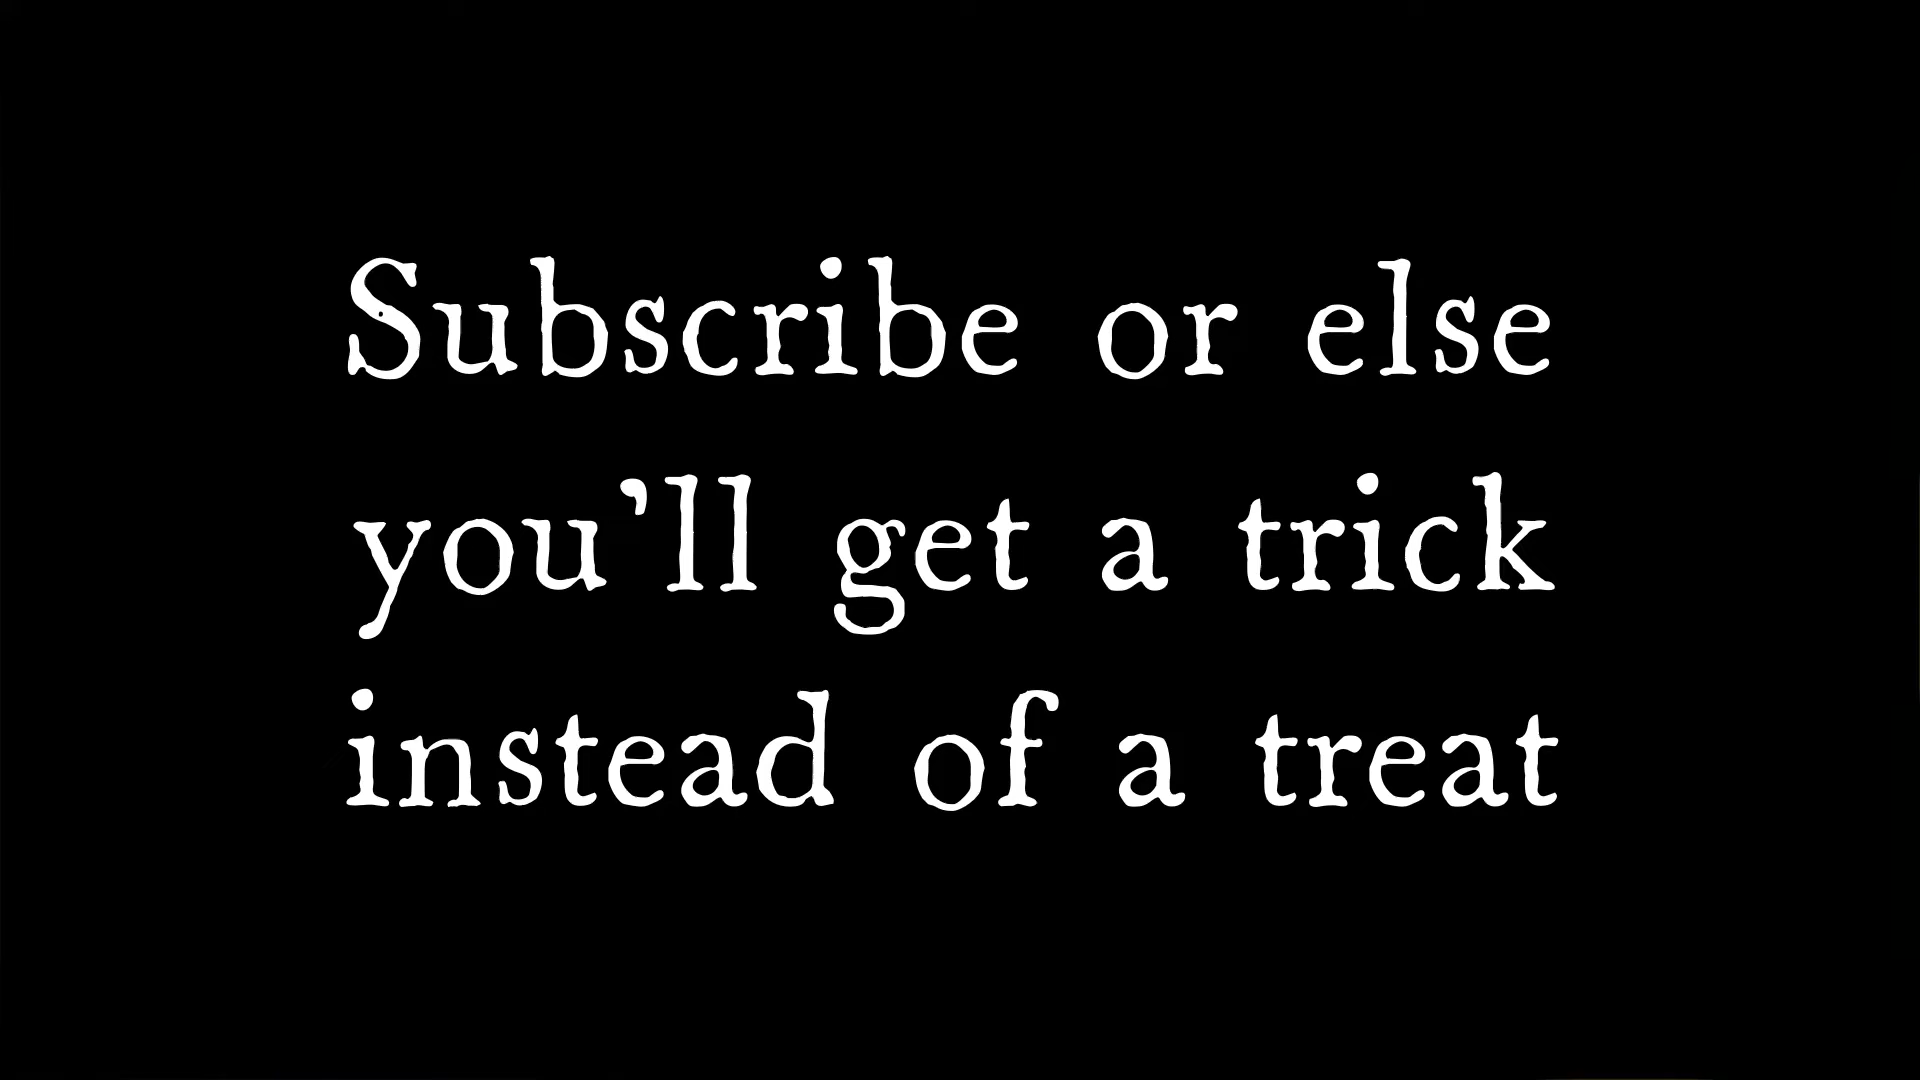 Subscribe or else
you’ll get a trick
instead of a treat